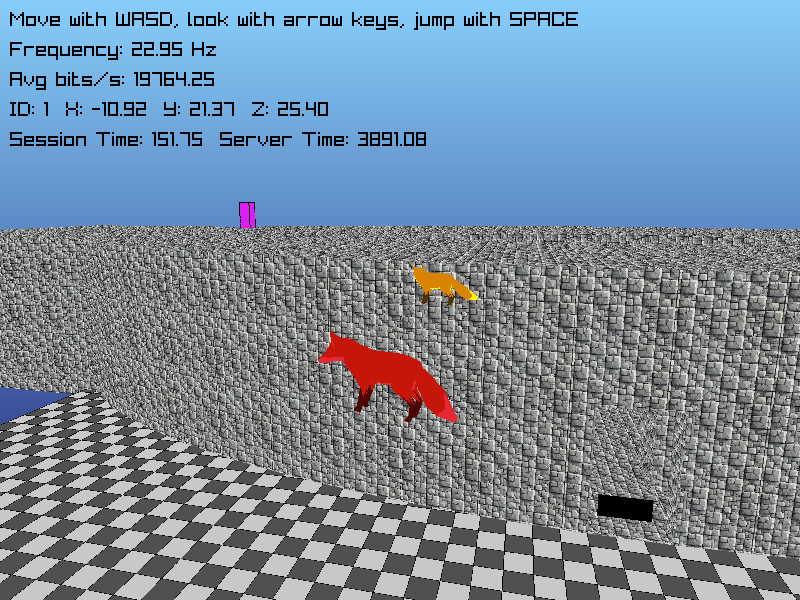 Move with WASD, look with arrow keys, jump with SPACE
Frequency: 22.95 Hz
Avg bits/s: 19764.25
ID: 1 X: -10.92 Y: 21.37 Z: 25.40
Session Time: 151.75 Server Time: 3891.08